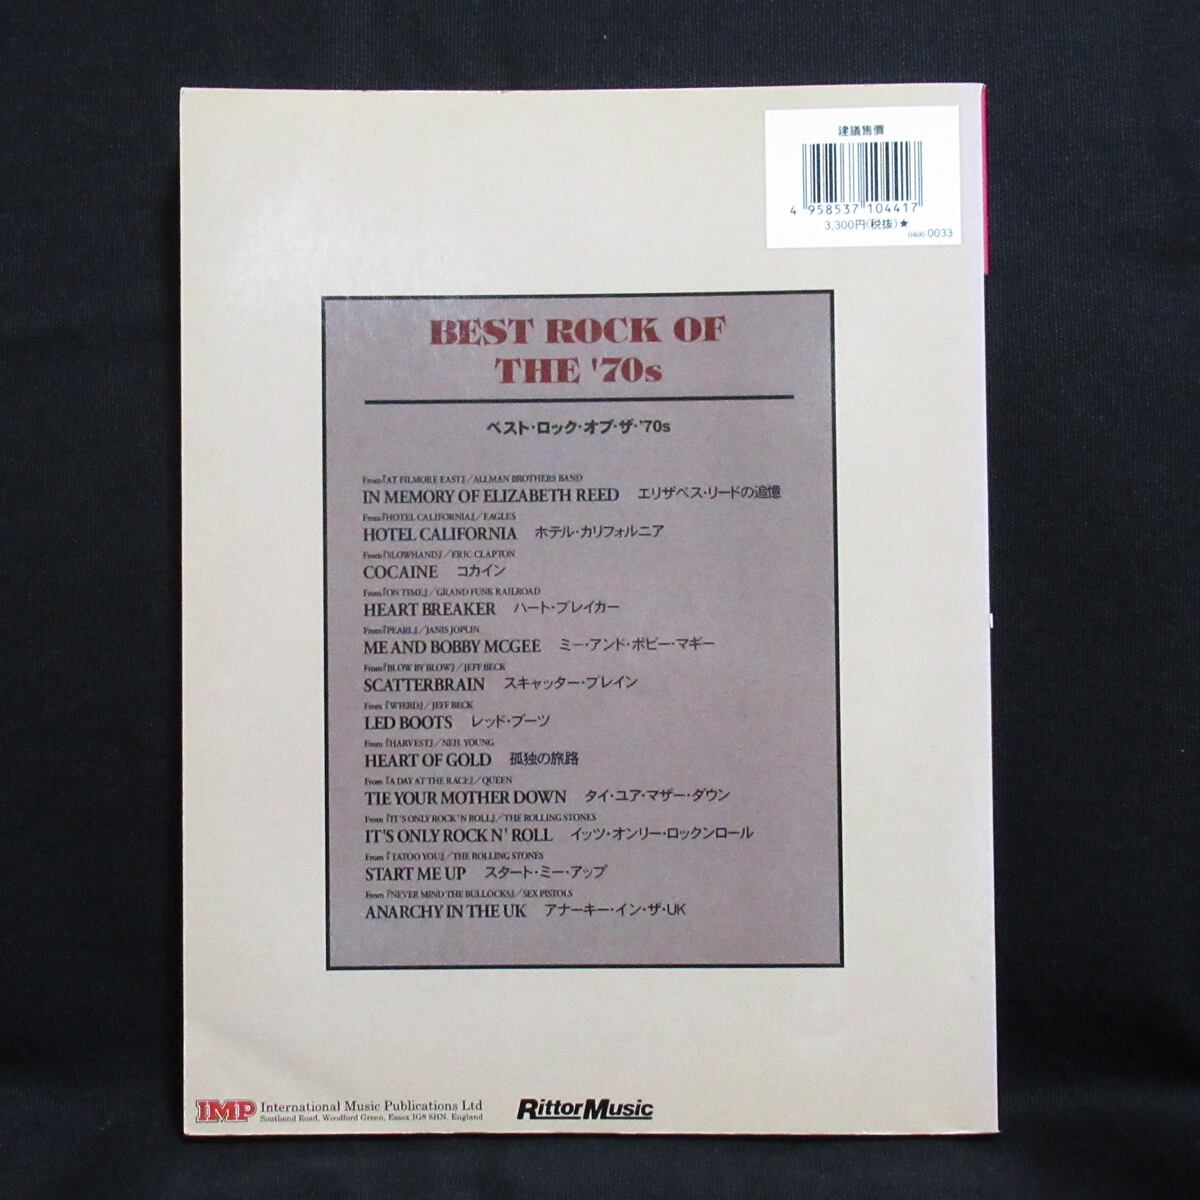 建議售價
4 958537 104417
3,300円(税抜)★
0400 0033
BEST ROCK OF
THE '70s
ベスト・ロック・オブ・ザ・'70s
From『AT FILMORE EAST』／ALLMAN BROTHERS BAND
IN MEMORY OF ELIZABETH REED エリザベス・リードの追憶
From『HOTEL CALIFORNIA』／EAGLES
HOTEL CALIFORNIA ホテル・カリフォルニア
From『SLOWHAND』／ERIC CLAPTON
COCAINE コカイン
From『ON TIME』／GRAND FUNK RAILROAD
HEART BREAKER ハート・ブレイカー
From『PEARL』／JANIS JOPLIN
ME AND BOBBY MCGEE ミー・アンド・ボビー・マギー
From『BLOW BY BLOW』／JEFF BECK
SCATTERBRAIN スキャッター・ブレイン
From『WIERD』／JEFF BECK
LED BOOTS レッド・ブーツ
From『HARVEST』／NEIL YOUNG
HEART OF GOLD 孤独の旅路
From『A DAY AT THE RACE』／QUEEN
TIE YOUR MOTHER DOWN タイ・ユア・マザー・ダウン
From『IT'S ONLY ROCK 'N ROLL』／THE ROLLING STONES
IT'S ONLY ROCK N' ROLL イッツ・オンリー・ロックンロール
From『TATOO YOU』／THE ROLLING STONES
START ME UP スタート・ミー・アップ
From『NEVER MIND THE BULLOCKS』／SEX PISTOLS
ANARCHY IN THE UK アナーキー・イン・ザ・UK
IMP International Music Publications Ltd
Southend Road, Woodford Green, Essex IG8 8HN, England
RittorMusic